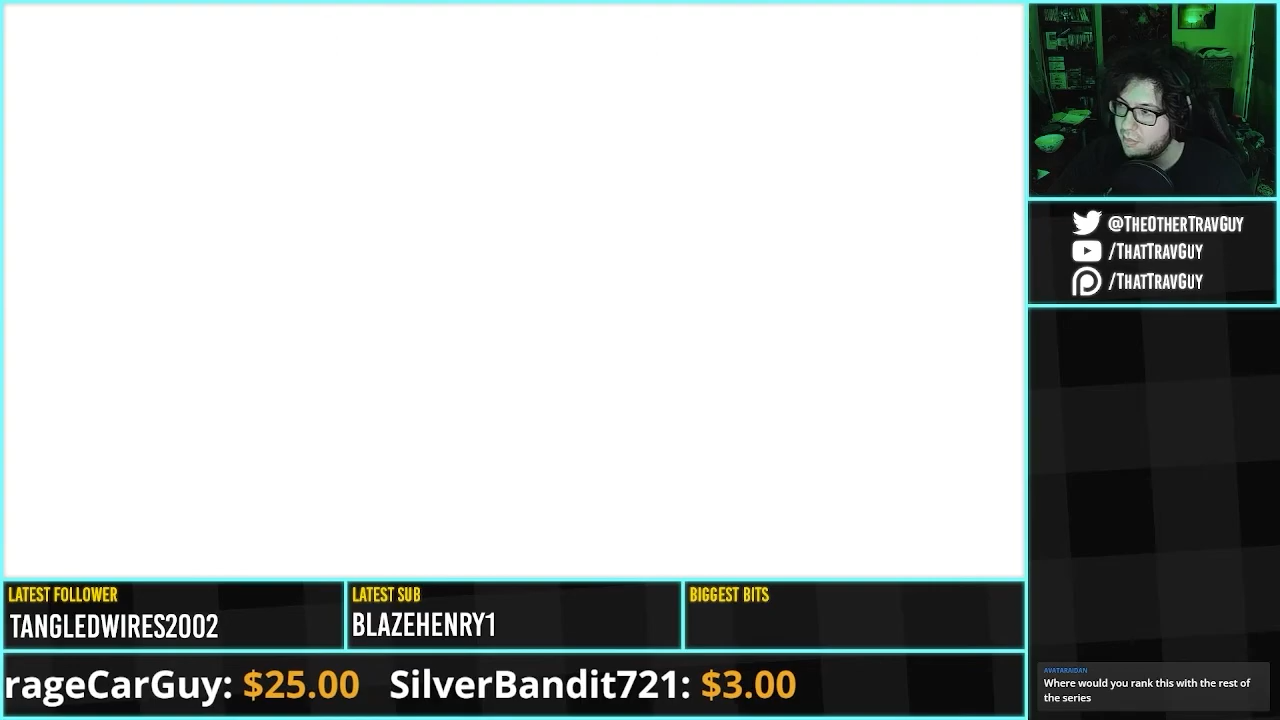 @TheOtherTravGuy
/ThatTravGuy
/ThatTravGuy
LATEST FOLLOWER
TANGLEDWIRES2002
LATEST SUB
BLAZEHENRY1
BIGGEST BITS
rageCarGuy: $25.00 SilverBandit721: $3.00
AVATARAIDAN
Where would you rank this with the rest of
the series